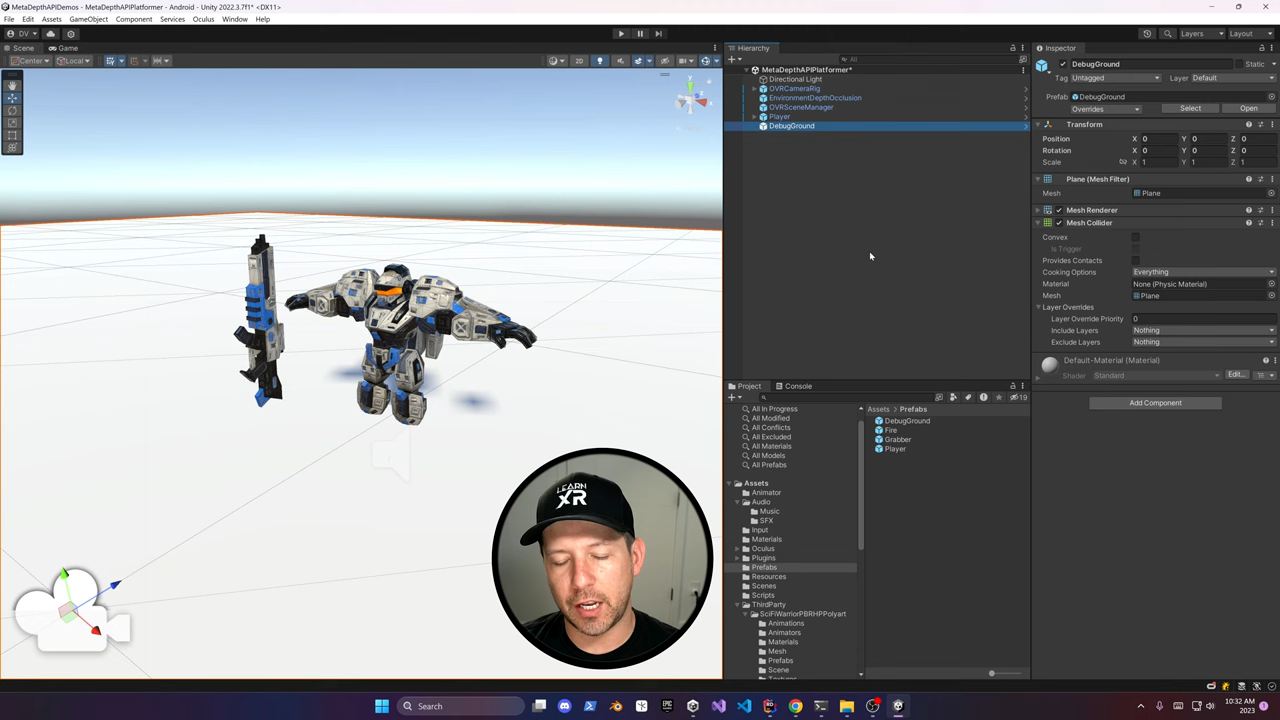 MetaDepthAPIDemos - MetaDepthAPIPlatformer - Android - Unity 2022.3.7f1* <DX11>
File Edit Assets GameObject Component Services Oculus Window Help
DV Layers Layout
Scene Game
Center Local 2D
Hierarchy
All
MetaDepthAPIPlatformer*
Directional Light
OVRCameraRig
EnvironmentDepthOcclusion
OVRSceneManager
Player
DebugGround
Inspector
DebugGround Static
Tag Untagged Layer Default
Prefab DebugGround
Overrides Select Open
Transform
Position X 0 Y 0 Z 0
Rotation X 0 Y 0 Z 0
Scale X 1 Y 1 Z 1
Plane (Mesh Filter)
Mesh Plane
Mesh Renderer
Mesh Collider
Convex
Is Trigger
Provides Contacts
Cooking Options Everything
Material None (Physic Material)
Mesh Plane
Layer Overrides
Layer Override Priority 0
Include Layers Nothing
Exclude Layers Nothing
Default-Material (Material)
Shader Standard Edit...
Add Component
Project Console
19
All In Progress
All Modified
All Conflicts
All Excluded
All Materials
All Models
All Prefabs
Assets
Animator
Audio
Music
SFX
Input
Materials
Oculus
Plugins
Prefabs
Resources
Scenes
Scripts
ThirdParty
SciFiWarriorPBRHPPolyart
Animations
Animators
Materials
Mesh
Prefabs
Scene
Textures
Assets > Prefabs
DebugGround
Fire
Grabber
Player
LEARN
XR
Search
10:32 AM
2023